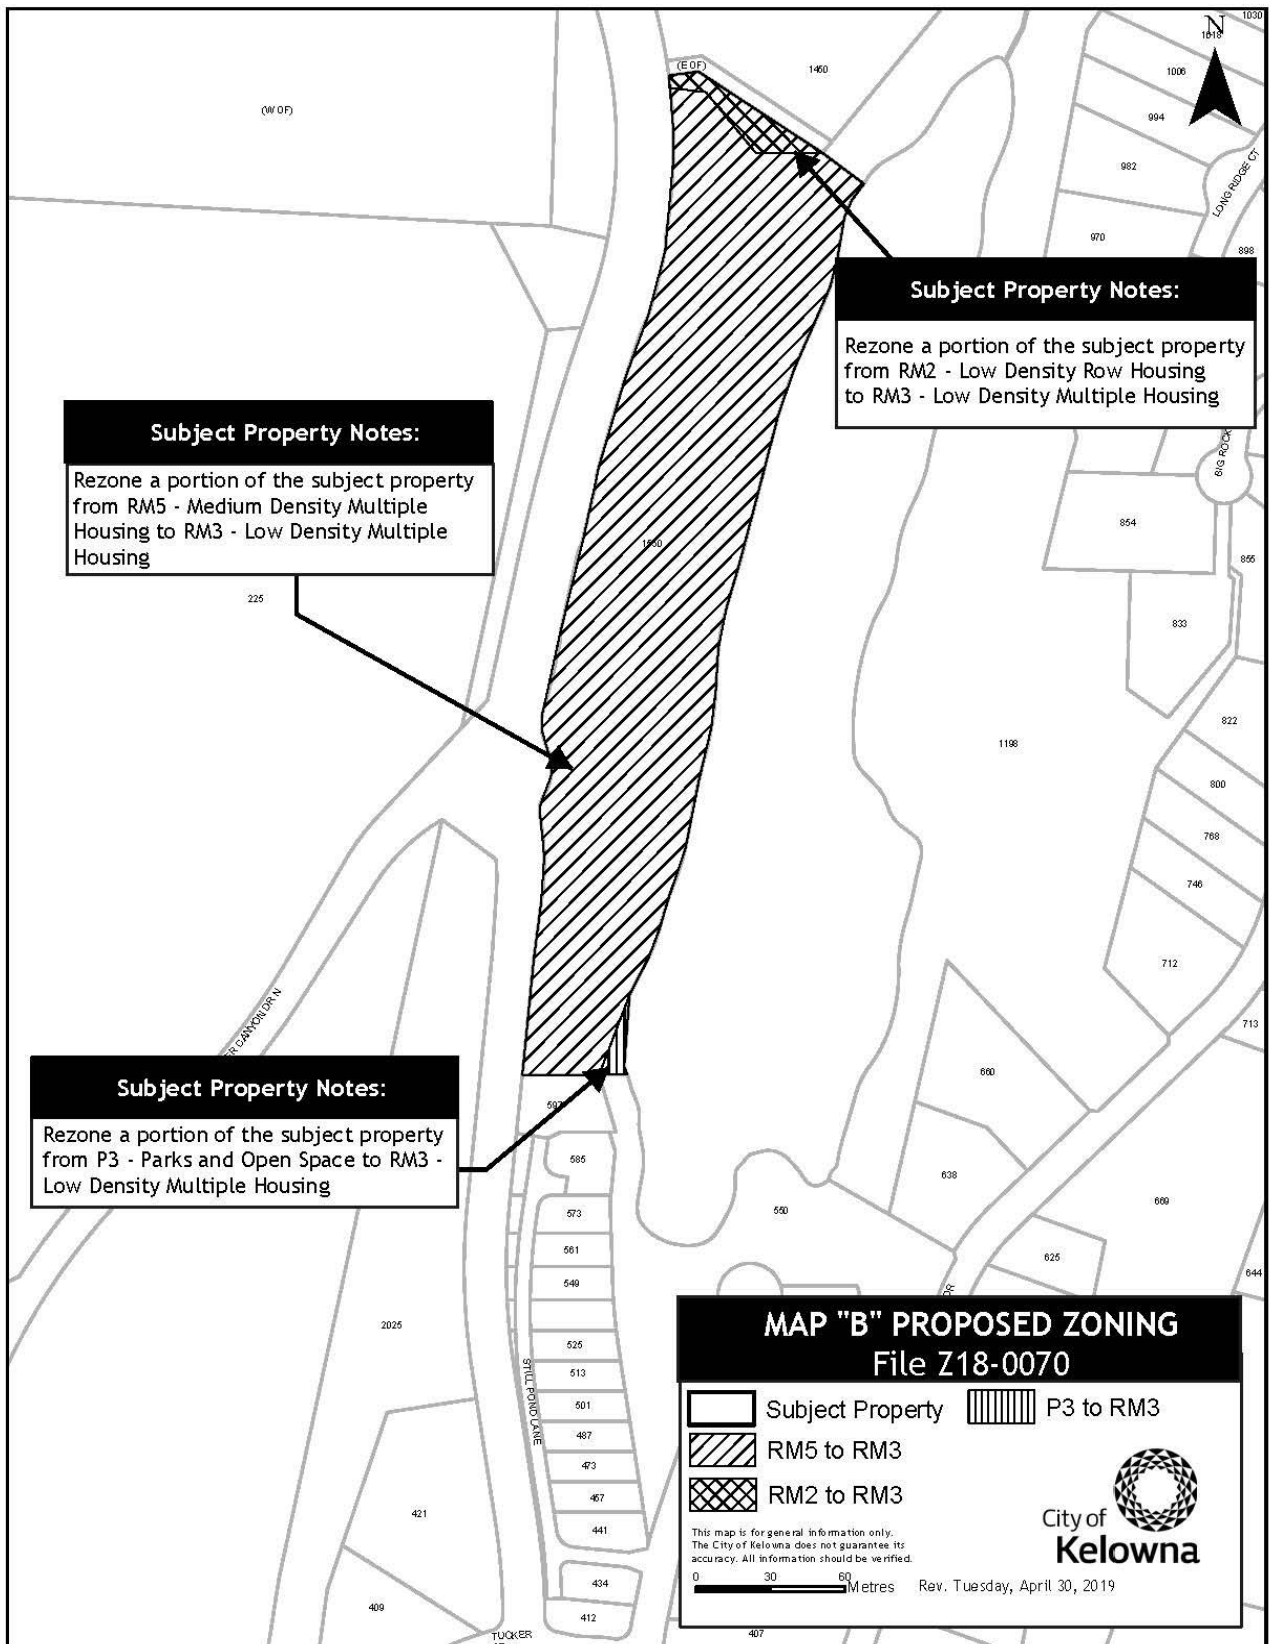 N
1030
1018
(E OF)
1460
1006
(W OF)
994
982
LONG RIDGE CT
970
898
Subject Property Notes:
Rezone a portion of the subject property
from RM2 - Low Density Row Housing
to RM3 - Low Density Multiple Housing
Subject Property Notes:
Rezone a portion of the subject property
from RM5 - Medium Density Multiple
Housing to RM3 - Low Density Multiple
Housing
BIG ROCK
854
855
225
833
822
1198
800
768
746
712
713
ER CANYON DR N
660
Subject Property Notes:
Rezone a portion of the subject property
from P3 - Parks and Open Space to RM3 -
Low Density Multiple Housing
597
585
638
573
550
669
561
625
549
644
DR
2025
525
513
STILL POND LANE
501
487
473
457
421
441
434
409
412
TUCKER
407
MAP "B" PROPOSED ZONING
File Z18-0070
Subject Property
P3 to RM3
RM5 to RM3
RM2 to RM3
City of
Kelowna
This map is for general information only.
The City of Kelowna does not guarantee its
accuracy. All information should be verified.
0 30 60
Metres
Rev. Tuesday, April 30, 2019